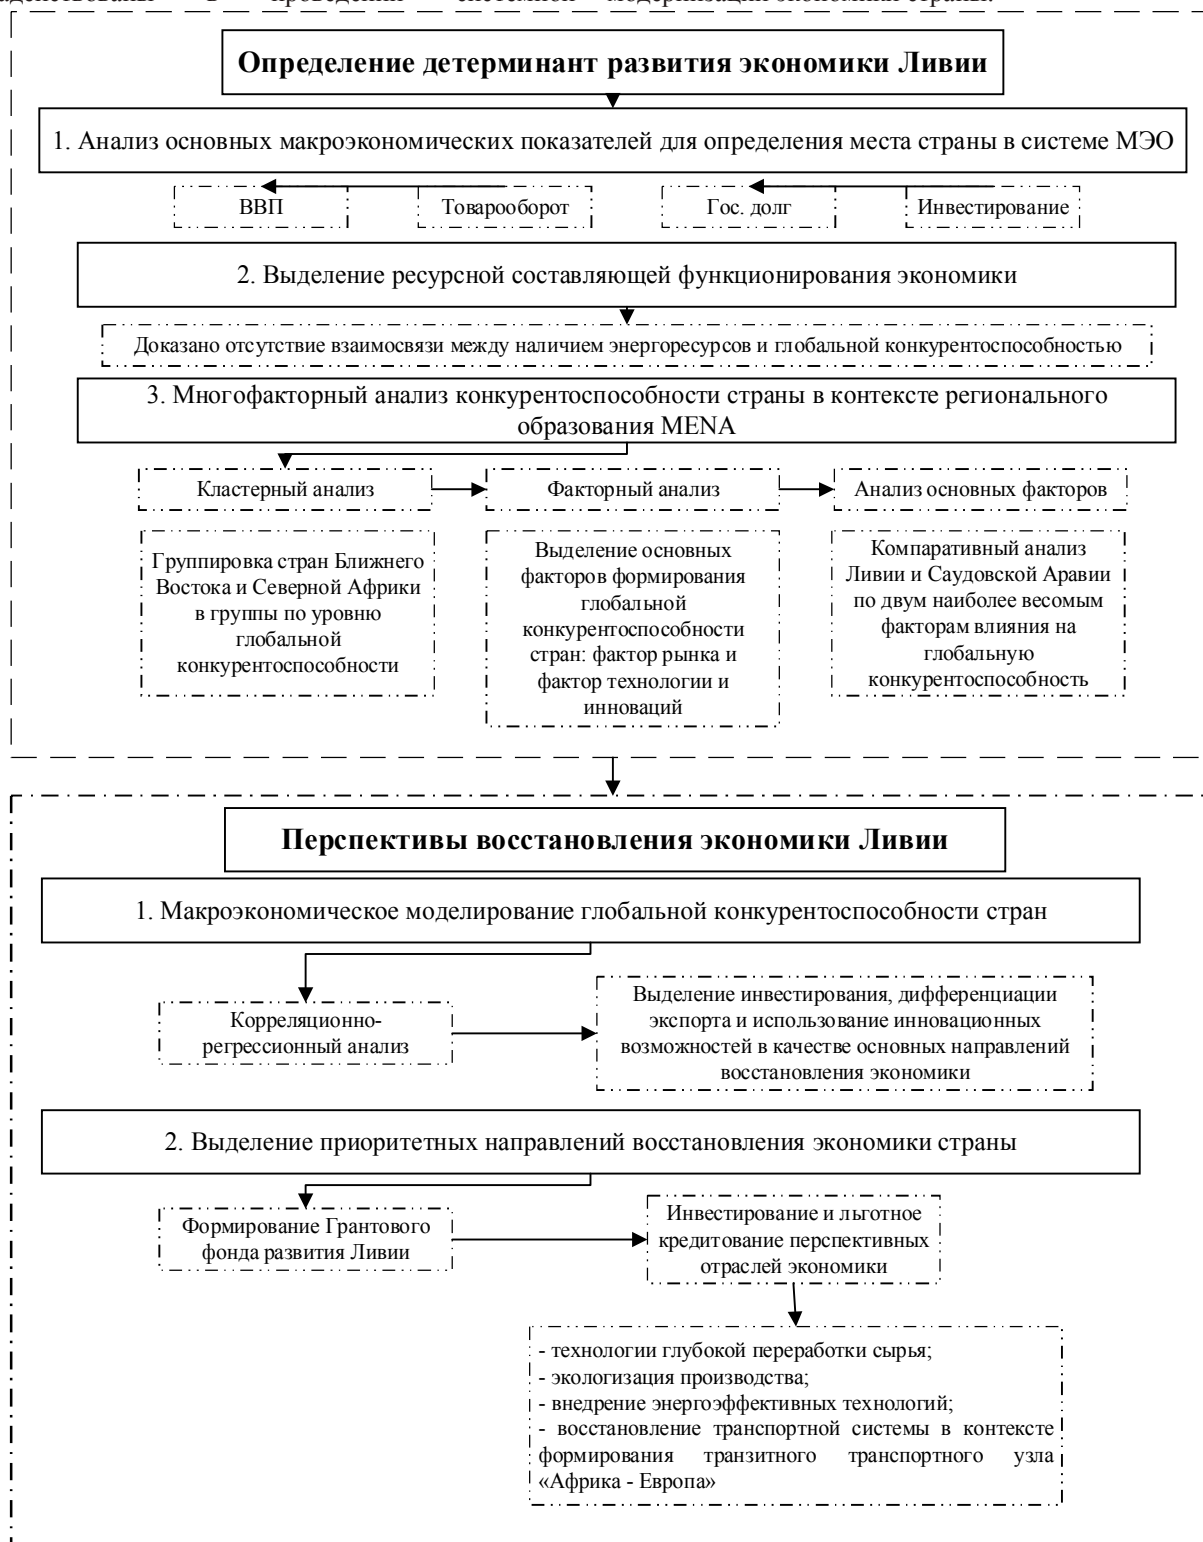 в проведении системной модернизации экономики страны.
Определение детерминант развития экономики Ливии
1. Анализ основных макроэкономических показателей для определения места страны в системе МЭО
ВВП Товарооборот Гос. долг Инвестирование
2. Выделение ресурсной составляющей функционирования экономики
Доказано отсутствие взаимосвязи между наличием энергоресурсов и глобальной конкурентоспособностью
3. Многофакторный анализ конкурентоспособности страны в контексте регионального
образования MENA
Кластерный анализ
Факторный анализ
Анализ основных факторов
Группировка стран Ближнего
Востока и Северной Африки
в группы по уровню
глобальной
конкурентоспособности
Выделение основных
факторов формирования
глобальной
конкурентоспособности
стран: фактор рынка и
фактор технологии и
инноваций
Компаративный анализ
Ливии и Саудовской Аравии
по двум наиболее весомым
факторам влияния на
глобальную
конкурентоспособность
Перспективы восстановления экономики Ливии
1. Макроэкономическое моделирование глобальной конкурентоспособности стран
Корреляционно-
регрессионный анализ
Выделение инвестирования, дифференциации
экспорта и использование инновационных
возможностей в качестве основных направлений
восстановления экономики
2. Выделение приоритетных направлений восстановления экономики страны
Формирование Грантового
фонда развития Ливии
Инвестирование и льготное
кредитование перспективных
отраслей экономики
- технологии глубокой переработки сырья;
- экологизация производства;
- внедрение энергоэффективных технологий;
- восстановление транспортной системы в контексте
формирования транзитного транспортного узла
«Африка - Европа»